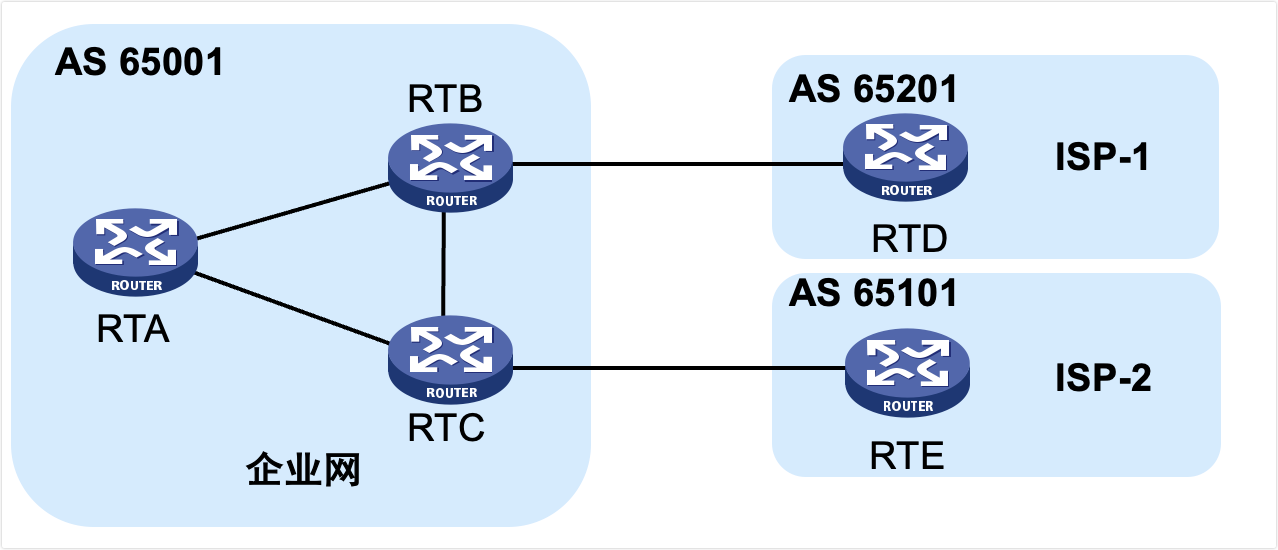 AS 65001
RTB
ROUTER
RTA
ROUTER
RTC
ROUTER
企业网
AS 65201
ROUTER
RTD
ISP-1
AS 65101
ROUTER
RTE
ISP-2